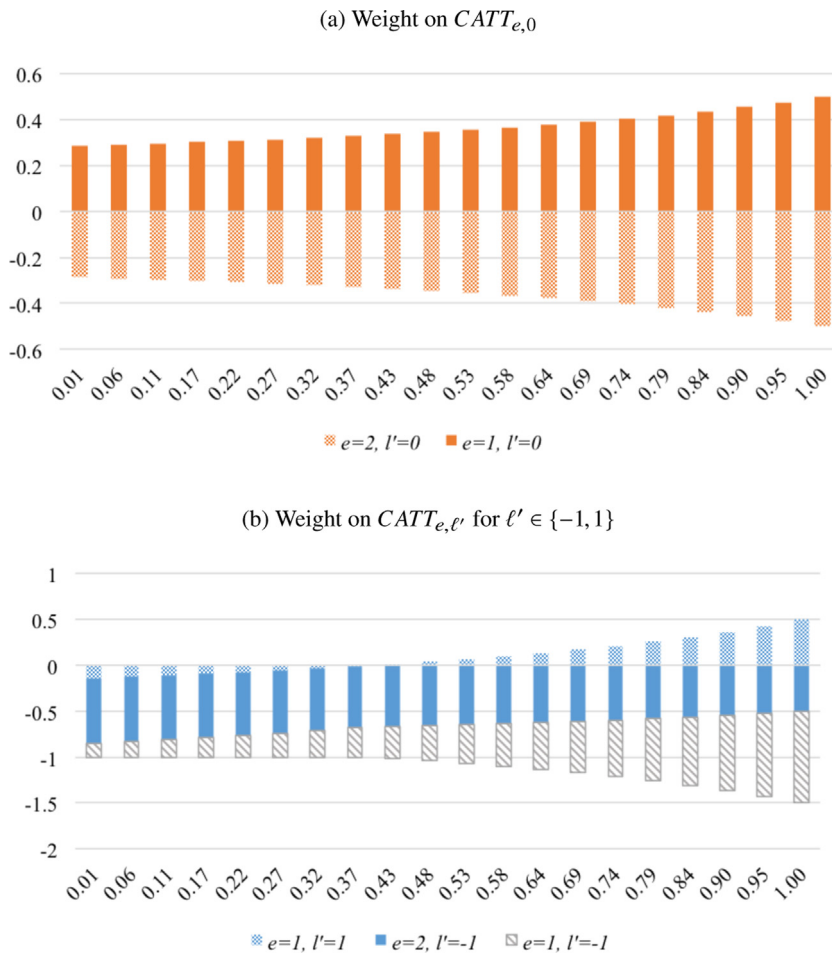 (a) Weight on CATTe,0
0.6
0.4
0.2
0
-0.2
-0.4
-0.6
0.01 0.06 0.11 0.17 0.22 0.27 0.32 0.37 0.43 0.48 0.53 0.58 0.64 0.69 0.74 0.79 0.84 0.90 0.95 1.00
e=2, l'=0 e=1, l'=0
(b) Weight on CATTe,ℓ′ for ℓ′ ∈ {−1, 1}
1
0.5
0
-0.5
-1
-1.5
-2
0.01 0.06 0.11 0.17 0.22 0.27 0.32 0.37 0.43 0.48 0.53 0.58 0.64 0.69 0.74 0.79 0.84 0.90 0.95 1.00
e=1, l'=1 e=2, l'=-1 e=1, l'=-1